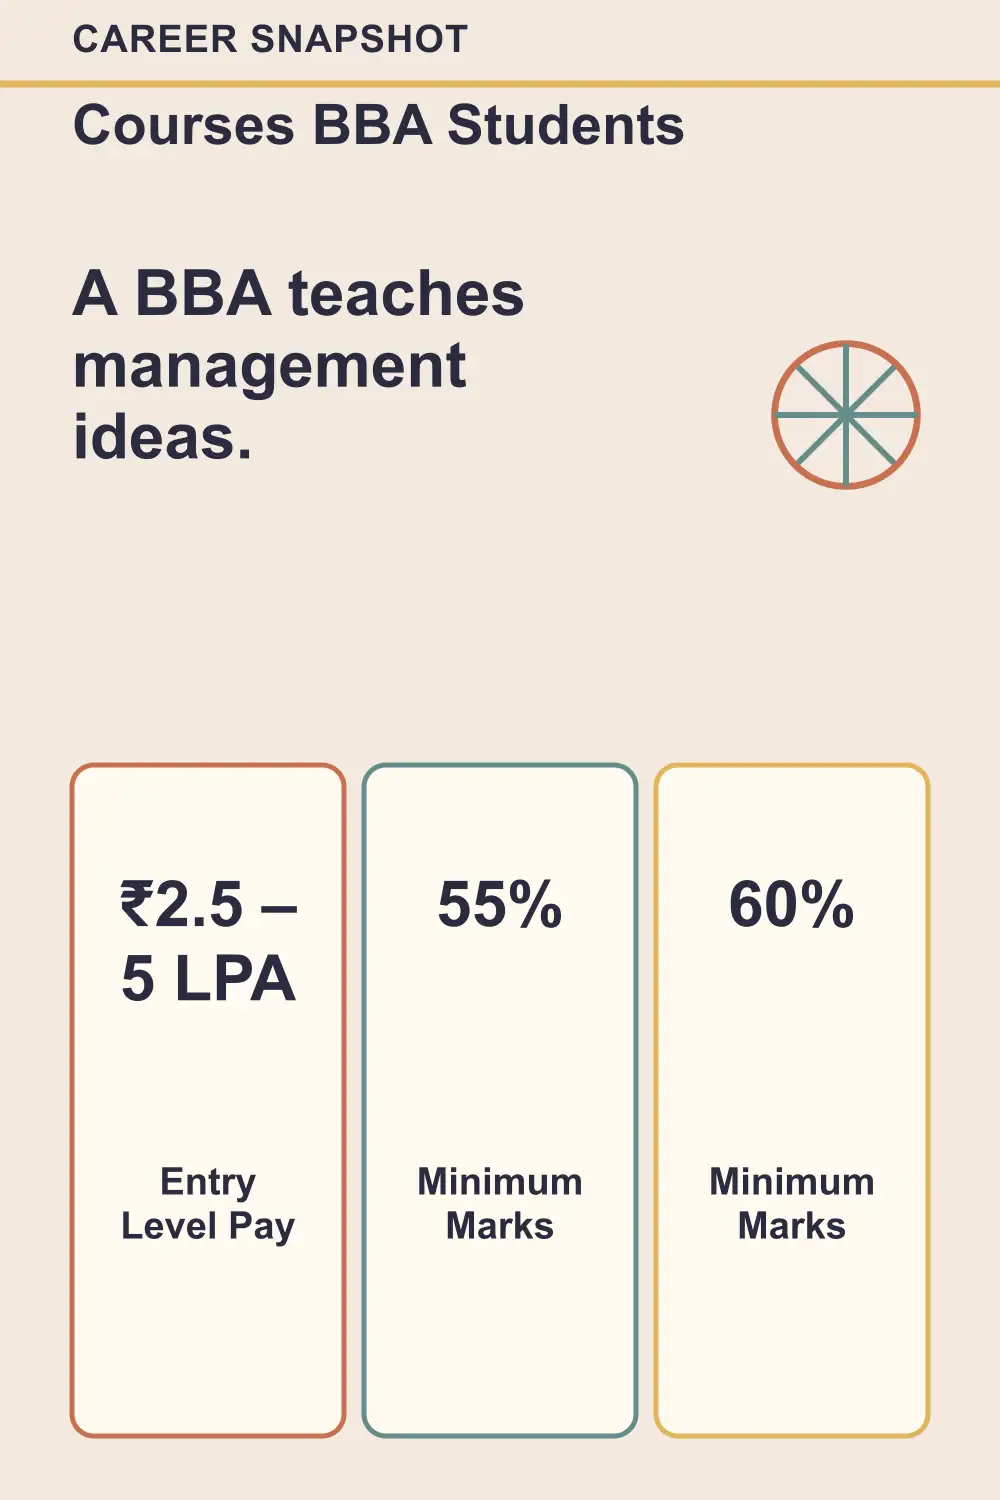 CAREER SNAPSHOT
Courses BBA Students
A BBA teaches
management
ideas.
₹2.5 –
5 LPA
Entry
Level Pay
55%
Minimum
Marks
60%
Minimum
Marks